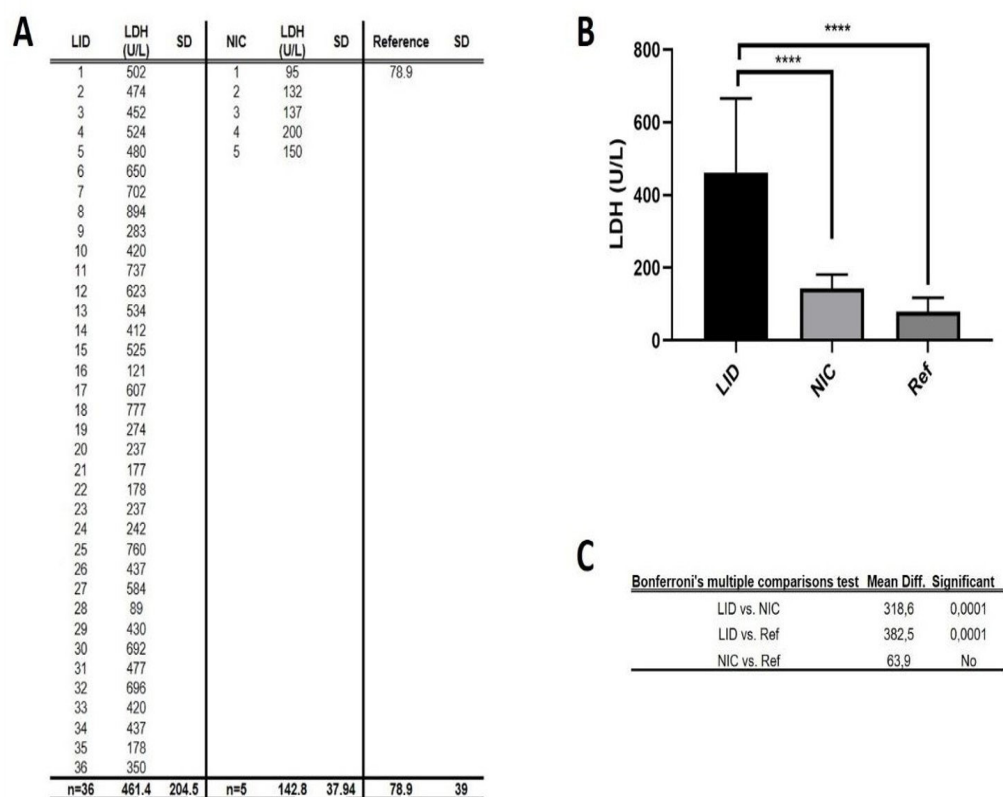 A
LID LDH (U/L) SD NIC LDH (U/L) SD Reference SD
1 502 1 95 78.9
2 474 2 132
3 452 3 137
4 524 4 200
5 480 5 150
6 650
7 702
8 894
9 283
10 420
11 737
12 623
13 534
14 412
15 525
16 121
17 607
18 777
19 274
20 237
21 177
22 178
23 237
24 242
25 760
26 437
27 584
28 89
29 430
30 692
31 477
32 696
33 420
34 437
35 178
36 350
n=36 461.4 204.5 n=5 142.8 37.94 78.9 39
B
****
****
LDH (U/L)
800
600
400
200
0
LID NIC Ref
C
Bonferroni's multiple comparisons test Mean Diff. Significant
LID vs. NIC 318,6 0,0001
LID vs. Ref 382,5 0,0001
NIC vs. Ref 63,9 No